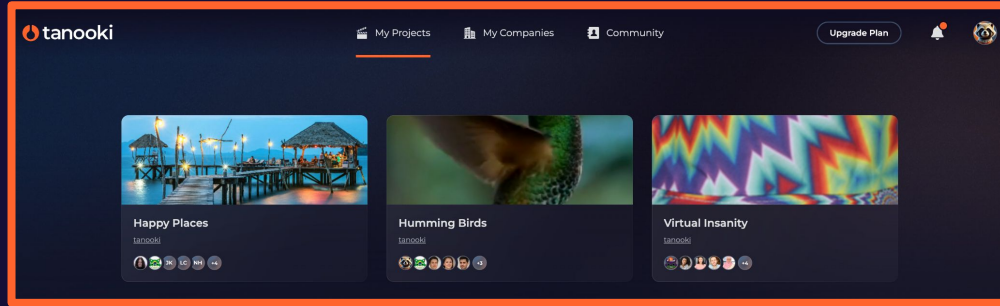 tanooki
My Projects
My Companies
Community
Upgrade Plan
Happy Places
tanooki
JK LC NM +4
Humming Birds
tanooki
+3
Virtual Insanity
tanooki
+4